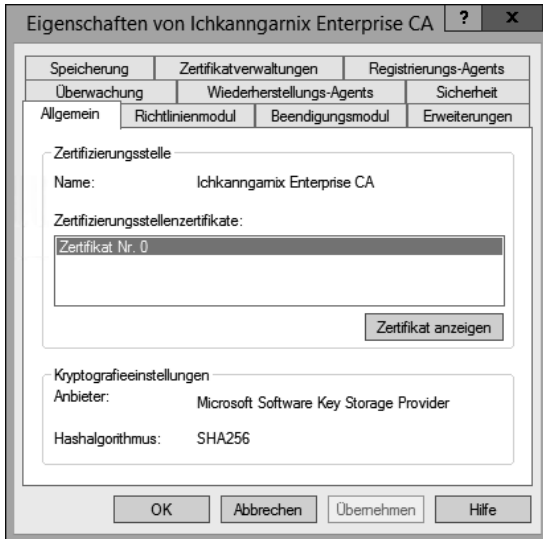 Eigenschaften von Ichkanngarnix Enterprise CA ? x
Speicherung Zertifikatverwaltungen Registrierungs-Agents
Überwachung Wiederherstellungs-Agents Sicherheit
Allgemein Richtlinienmodul Beendigungsmodul Erweiterungen
Zertifizierungsstelle
Name: Ichkanngarnix Enterprise CA
Zertifizierungsstellenzertifikate:
Zertifikat Nr. 0
Zertifikat anzeigen
Kryptografieeinstellungen
Anbieter: Microsoft Software Key Storage Provider
Hashalgorithmus: SHA256
OK Abbrechen Übernehmen Hilfe